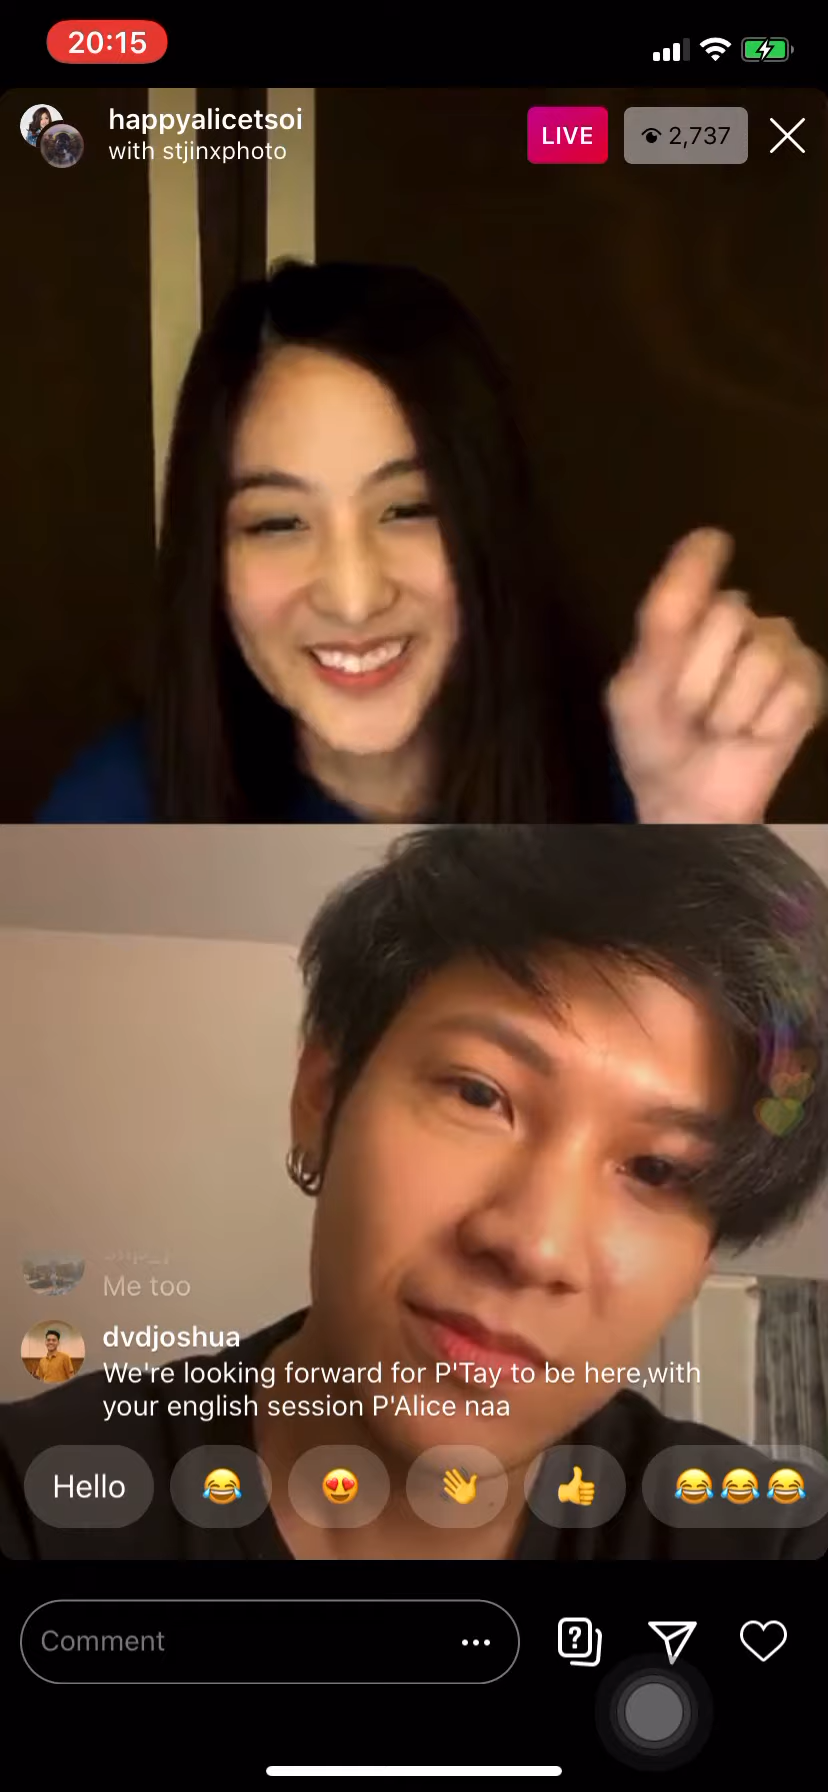 20:15
happyalicetsoi
with stjinxphoto
LIVE
2,737
Me too
dvdjoshua
We're looking forward for P'Tay to be here,with
your english session P'Alice naa
Hello
Comment